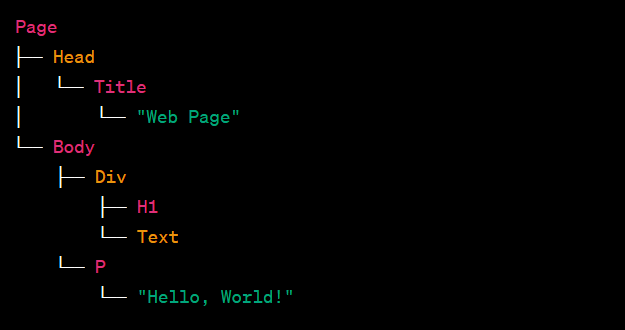 Page
├── Head
│   └── Title
│       └── "Web Page"
└── Body
    ├── Div
        ├── H1
        └── Text
    └── P
        └── "Hello, World!"